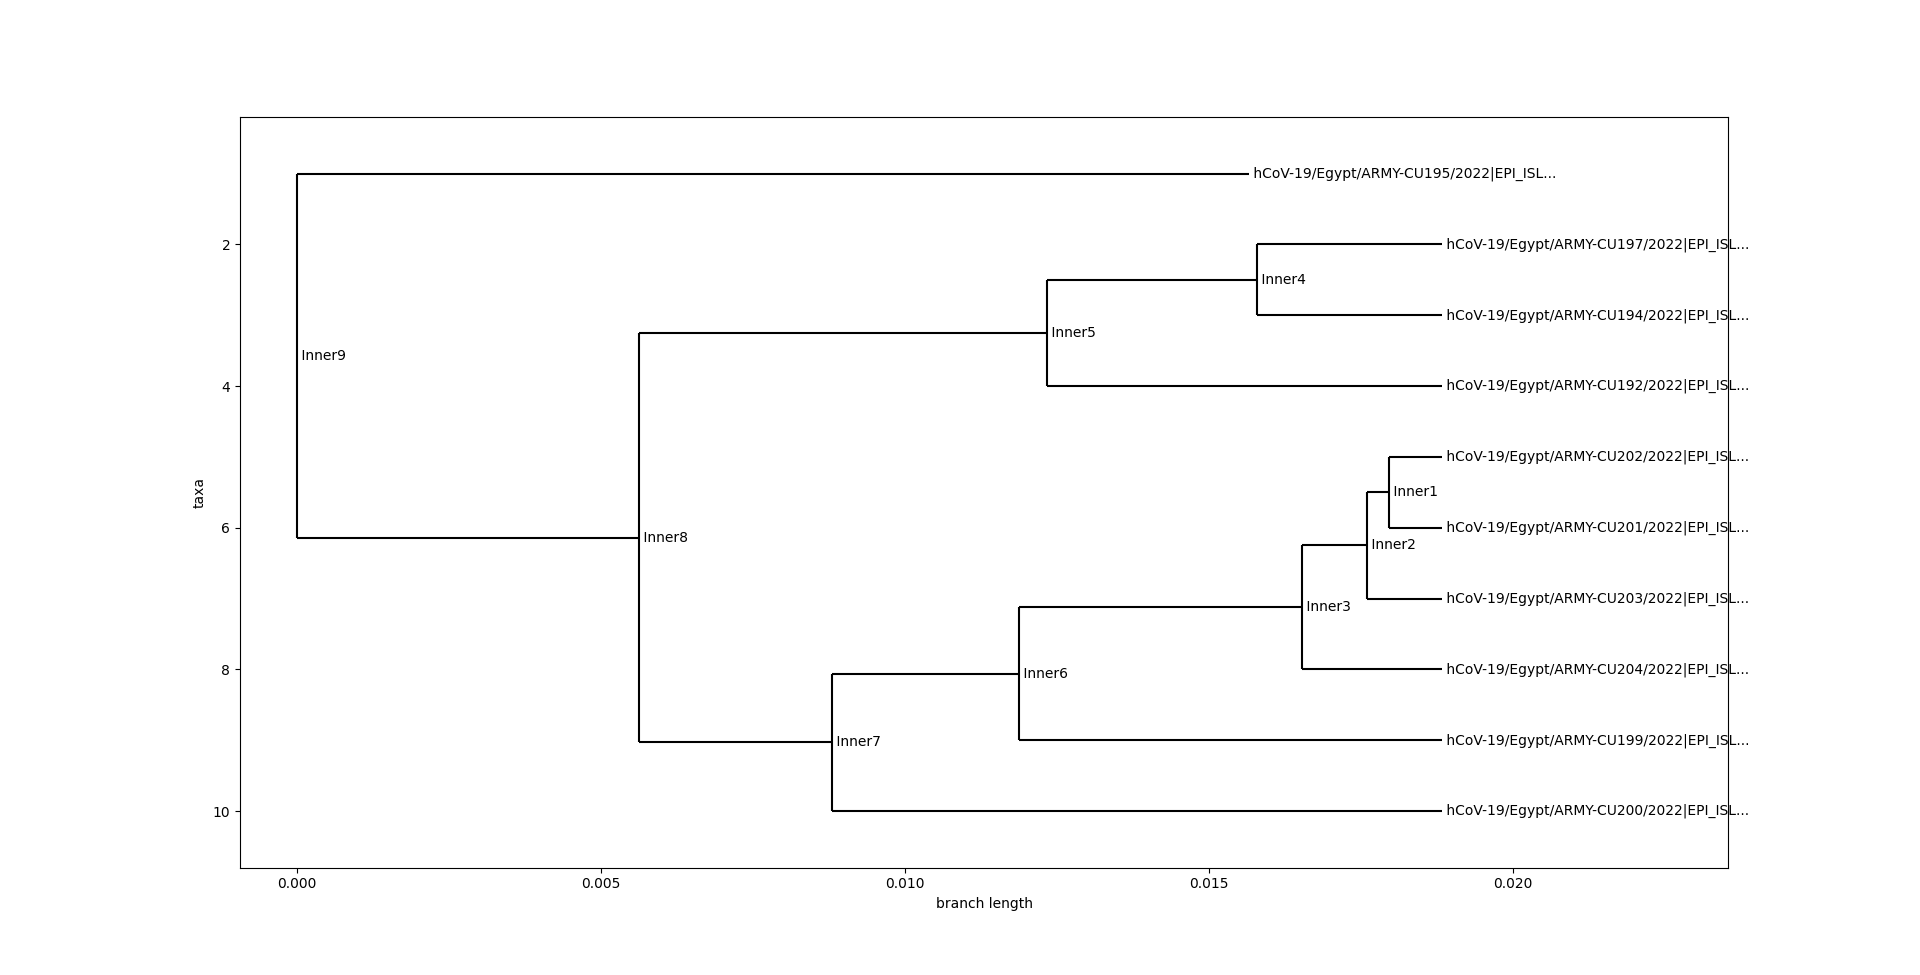 hCoV-19/Egypt/ARMY-CU195/2022|EPI_ISL...
2
hCoV-19/Egypt/ARMY-CU197/2022|EPI_ISL...
Inner4
hCoV-19/Egypt/ARMY-CU194/2022|EPI_ISL...
Inner5
Inner9
4
hCoV-19/Egypt/ARMY-CU192/2022|EPI_ISL...
hCoV-19/Egypt/ARMY-CU202/2022|EPI_ISL...
taxa
Inner1
6
hCoV-19/Egypt/ARMY-CU201/2022|EPI_ISL...
Inner8
Inner2
hCoV-19/Egypt/ARMY-CU203/2022|EPI_ISL...
Inner3
8
hCoV-19/Egypt/ARMY-CU204/2022|EPI_ISL...
Inner6
Inner7
hCoV-19/Egypt/ARMY-CU199/2022|EPI_ISL...
10
hCoV-19/Egypt/ARMY-CU200/2022|EPI_ISL...
0.000 0.005 0.010 0.015 0.020
branch length